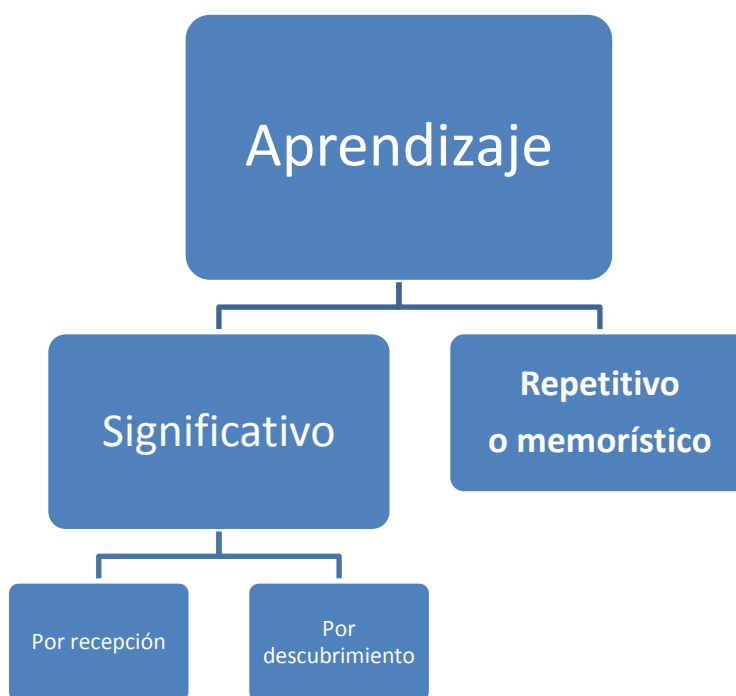 Aprendizaje
Significativo
Repetitivo
o memorístico
Por recepción
Por
descubrimiento